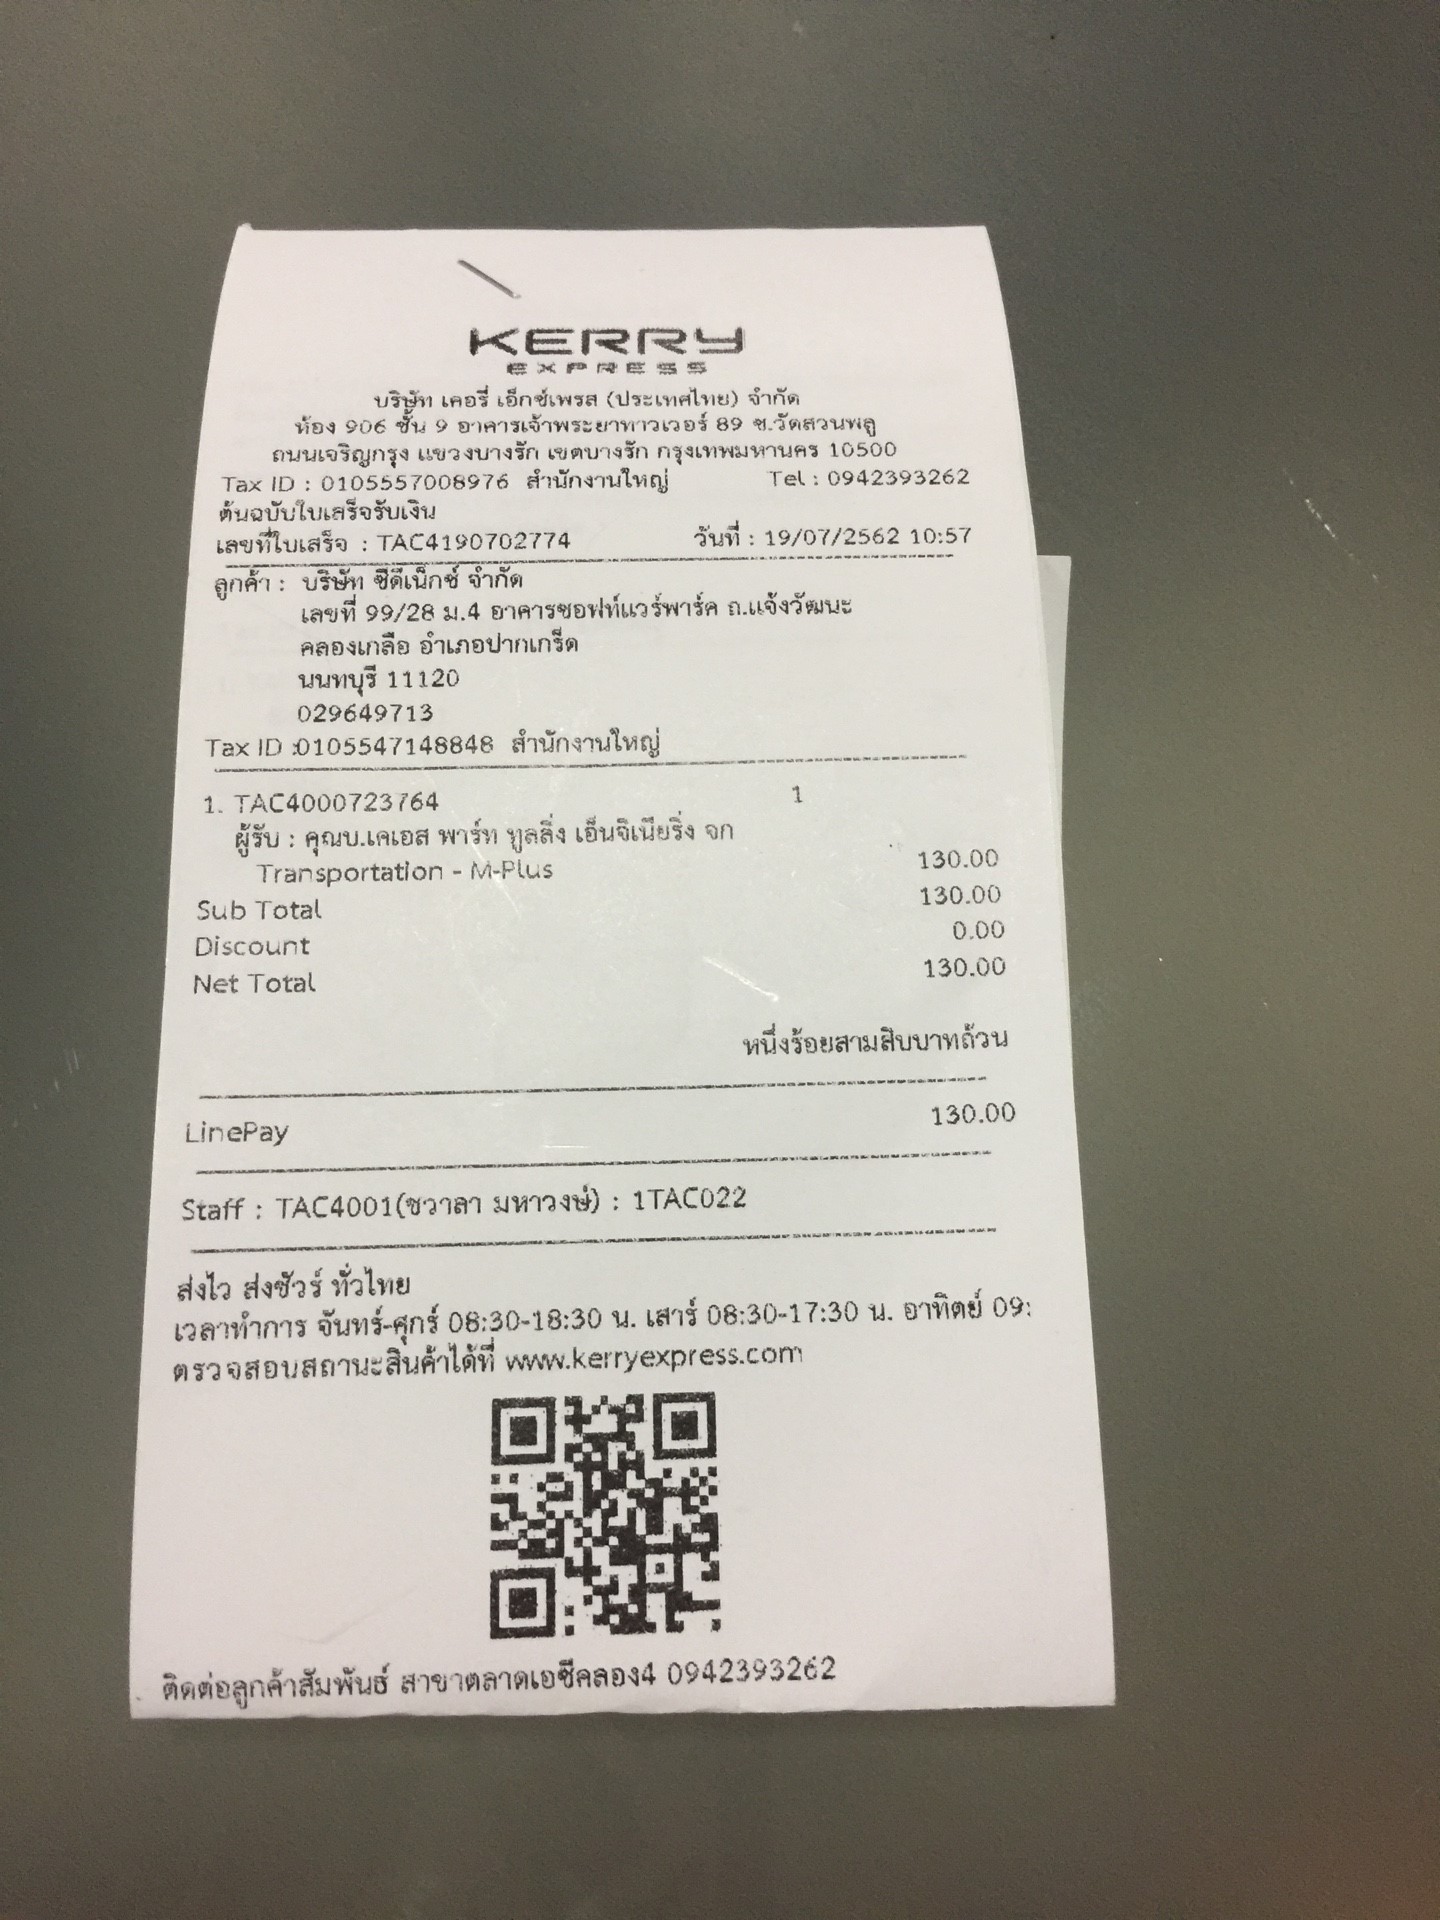 KERRY
EXPRESS
บริษัท เคอรี่ เอ็กซ์เพรส (ประเทศไทย) จำกัด
ห้อง 906 ชั้น 9 อาคารเจ้าพระยาทาวเวอร์ 89 ซ.วัดสวนพลู
ถนนเจริญกรุง แขวงบางรัก เขตบางรัก กรุงเทพมหานคร 10500
Tax ID : 0105557008976 สำนักงานใหญ่ Tel : 0942393262
ต้นฉบับใบเสร็จรับเงิน
เลขที่ใบเสร็จ : TAC4190702774 วันที่ : 19/07/2562 10:57
ลูกค้า : บริษัท ซีดีเน็กซ์ จำกัด
เลขที่ 99/28 ม.4 อาคารซอฟท์แวร์พาร์ค ถ.แจ้งวัฒนะ
คลองเกลือ อำเภอปากเกร็ด
นนทบุรี 11120
029649713
Tax ID :0105547148848 สำนักงานใหญ่
1. TAC4000723764 1
ผู้รับ : คุณบ.เคเอส พาร์ท ทูลลิ่ง เอ็นจิเนียริ่ง จก
Transportation - M-Plus 130.00
Sub Total 130.00
Discount 0.00
Net Total 130.00
หนึ่งร้อยสามสิบบาทถ้วน
LinePay 130.00
Staff : TAC4001(ชวาลา มหาวงษ์) : 1TAC022
ส่งไว ส่งชัวร์ ทั่วไทย
เวลาทำการ จันทร์-ศุกร์ 08:30-18:30 น. เสาร์ 08:30-17:30 น. อาทิตย์ 09:
ตรวจสอบสถานะสินค้าได้ที่ www.kerryexpress.com
ติดต่อลูกค้าสัมพันธ์ สาขาตลาดเอซีคลอง4 0942393262